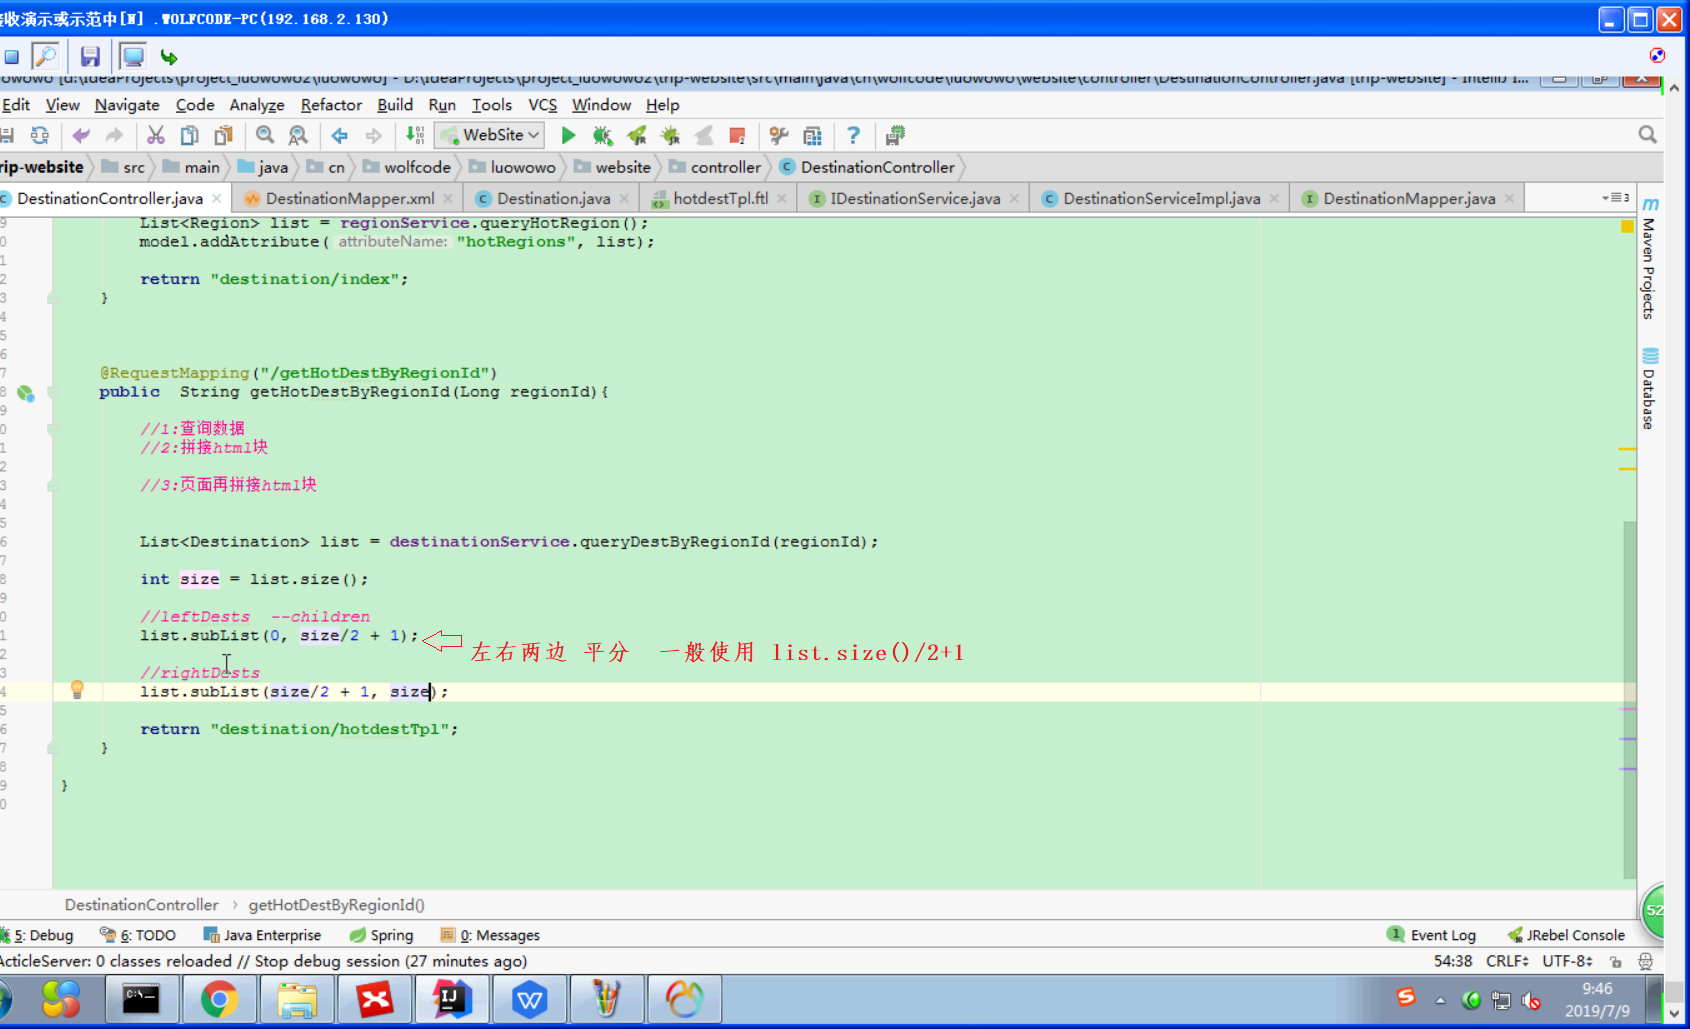 接收演示或示范中[N] .WOLFCODE-PC(192.168.2.130)
luowowo [d:\IdeaProjects\project_luowowo2\luowowo] - D:\IdeaProjects\project_luowowo2\trip-website\src\main\java\cn\wolfcode\luowowo\website\controller\DestinationController.java [trip-website] - IntelliJ I...
Edit View Navigate Code Analyze Refactor Build Run Tools VCS Window Help
WebSite
rip-website src main java cn wolfcode luowowo website controller DestinationController
DestinationController.java DestinationMapper.xml Destination.java hotdestTpl.ftl IDestinationService.java DestinationServiceImpl.java DestinationMapper.java
List<Region> list = regionService.queryHotRegion();
model.addAttribute( attributeName: "hotRegions", list);
return "destination/index";
}
@RequestMapping("/getHotDestByRegionId")
public  String getHotDestByRegionId(Long regionId){
//1:查询数据
//2:拼接html块
//3:页面再拼接html块
List<Destination> list = destinationService.queryDestByRegionId(regionId);
int size = list.size();
//leftDests  --children
list.subList(0, size/2 + 1);
左右两边 平分  一般使用 list.size()/2+1
//rightDests
list.subList(size/2 + 1, size);
return "destination/hotdestTpl";
}
}
Maven Projects
Database
52
DestinationController › getHotDestByRegionId()
5: Debug 6: TODO Java Enterprise Spring 0: Messages 1 Event Log JRebel Console
ActicleServer: 0 classes reloaded // Stop debug session (27 minutes ago) 54:38 CRLF UTF-8
9:46
2019/7/9